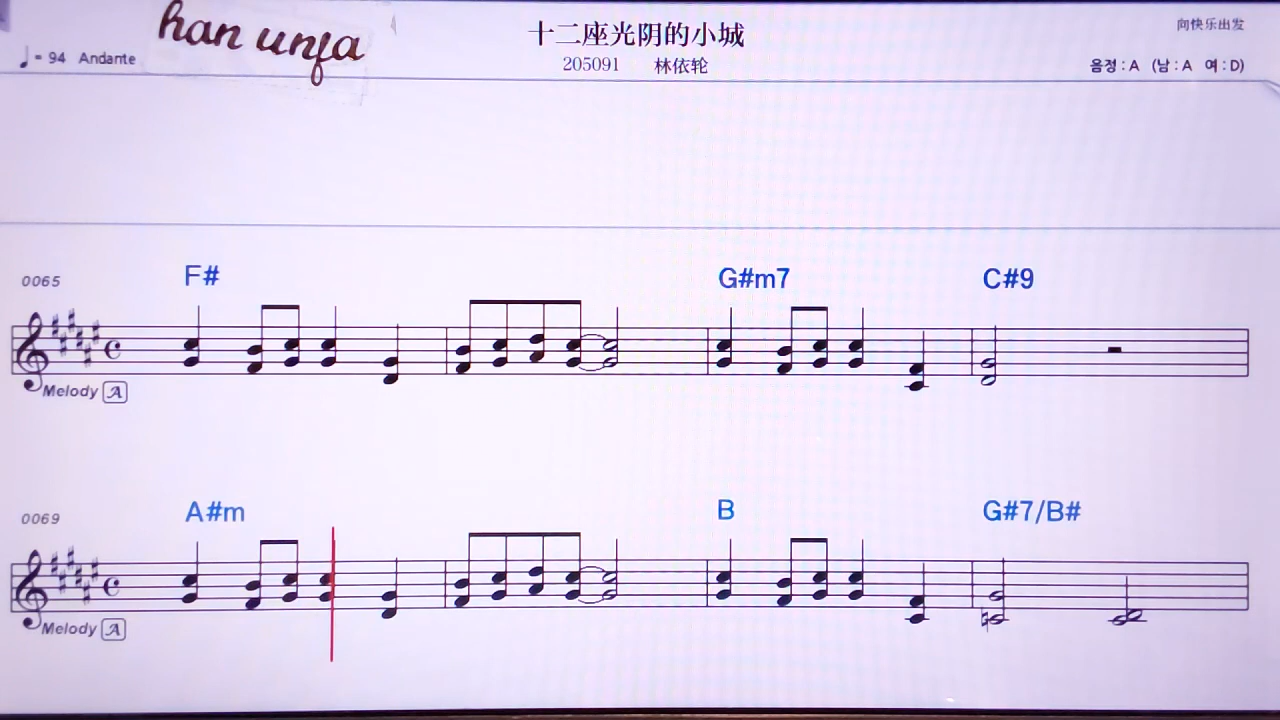 han unfa
♩= 94 Andante
十二座光阴的小城
向快乐出发
205091 林依轮
음정 : A (남 : A 여 : D)
0065
F# G#m7 C#9
Melody A
0069
A#m B G#7/B#
Melody A